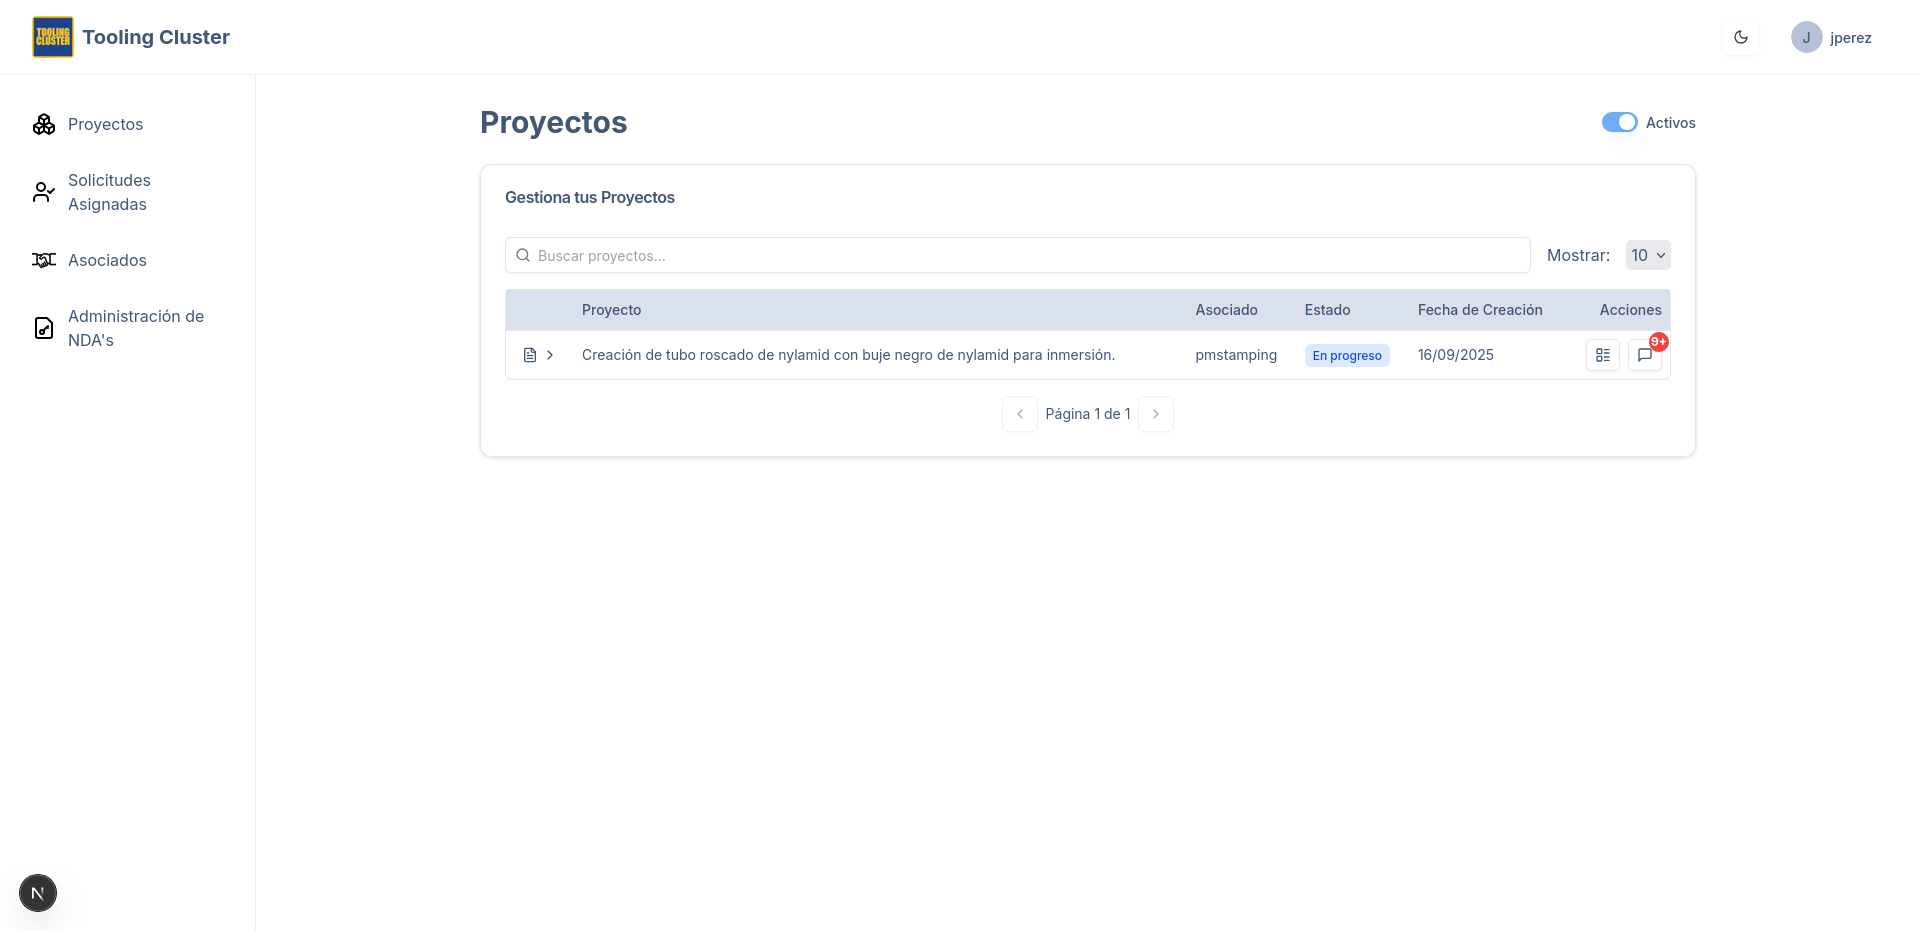 TOOLING
CLUSTER
Tooling Cluster
J
jperez
Proyectos
Solicitudes
Asignadas
Asociados
Administración de
NDA's
Proyectos
Activos
Gestiona tus Proyectos
Buscar proyectos...
Mostrar:
10
Proyecto
Asociado
Estado
Fecha de Creación
Acciones
Creación de tubo roscado de nylamid con buje negro de nylamid para inmersión.
pmstamping
En progreso
16/09/2025
9+
Página 1 de 1
N